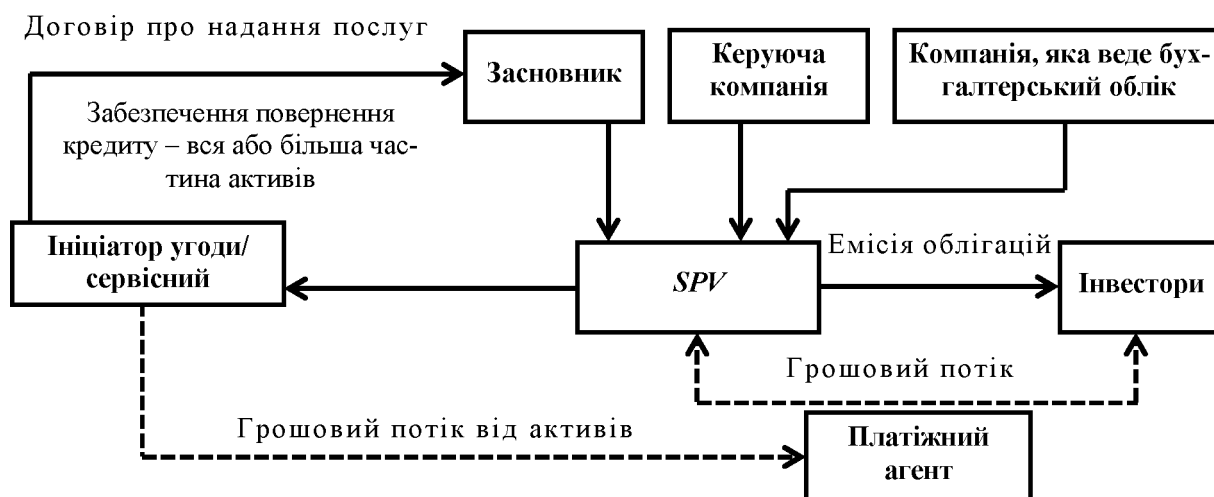 Договір про надання послуг
Засновник
Керуюча
компанія
Компанія, яка веде бух-
галтерський облік
Забезпечення повернення
кредиту – вся або більша час-
тина активів
Ініціатор угоди/
сервісний
SPV
Емісія облігацій
Інвестори
Грошовий потік
Грошовий потік від активів
Платіжний
агент